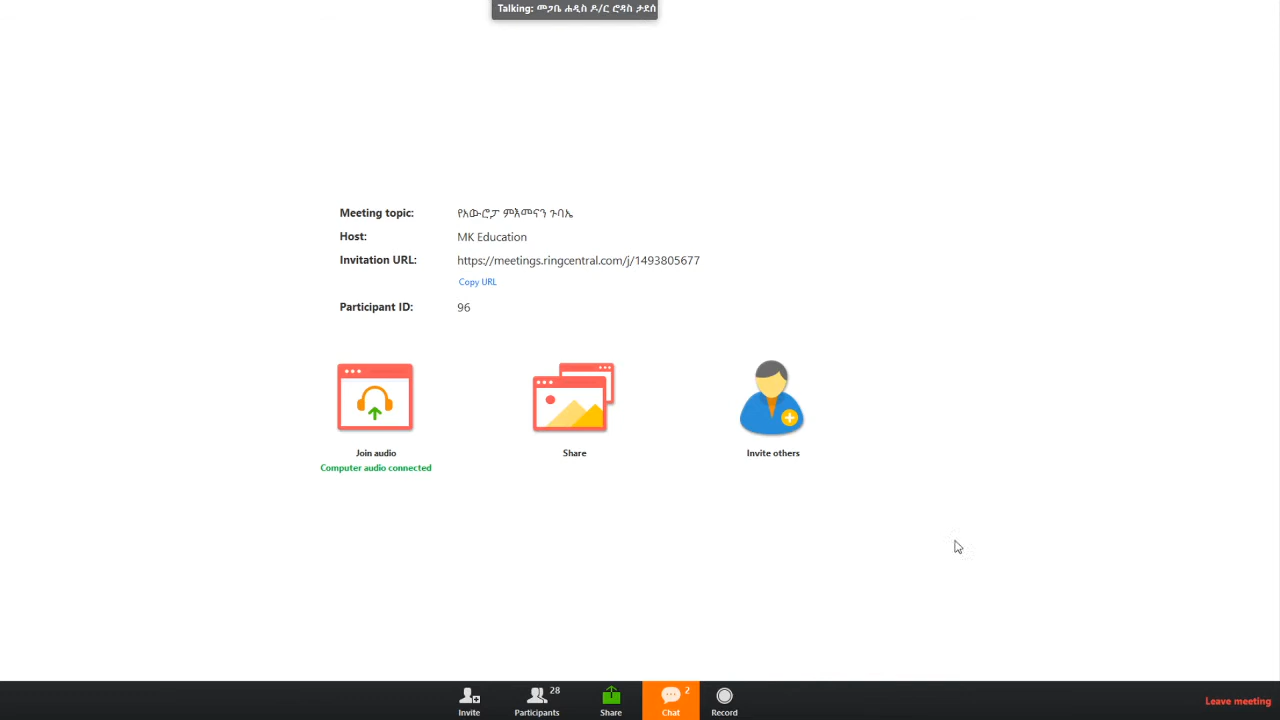 Talking: መጋቤ ሐዲስ ዶ/ር ሮዳስ ታደሰ
Meeting topic: የአውሮፓ ምእመናን ጉባኤ
Host: MK Education
Invitation URL: https://meetings.ringcentral.com/j/1493805677
Copy URL
Participant ID: 96
Join audio
Computer audio connected
Share
Invite others
Invite
28
Participants
Share
2
Chat
Record
Leave meeting